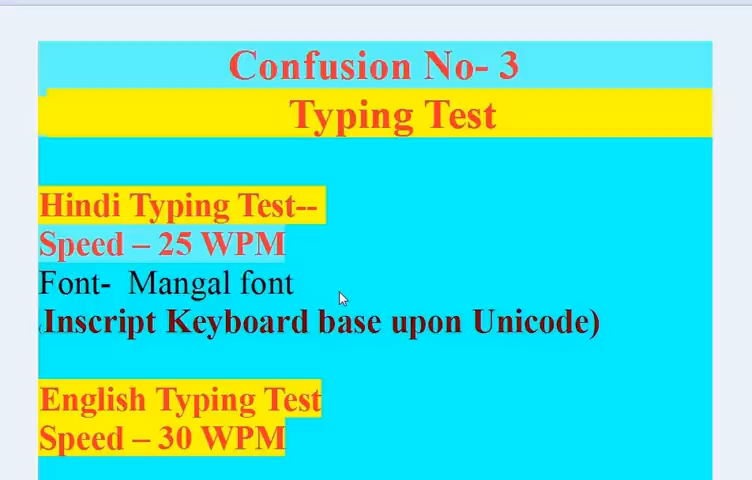 Confusion No- 3
Typing Test
Hindi Typing Test--
Speed – 25 WPM
Font-  Mangal font
(Inscript Keyboard base upon Unicode)
English Typing Test
Speed – 30 WPM